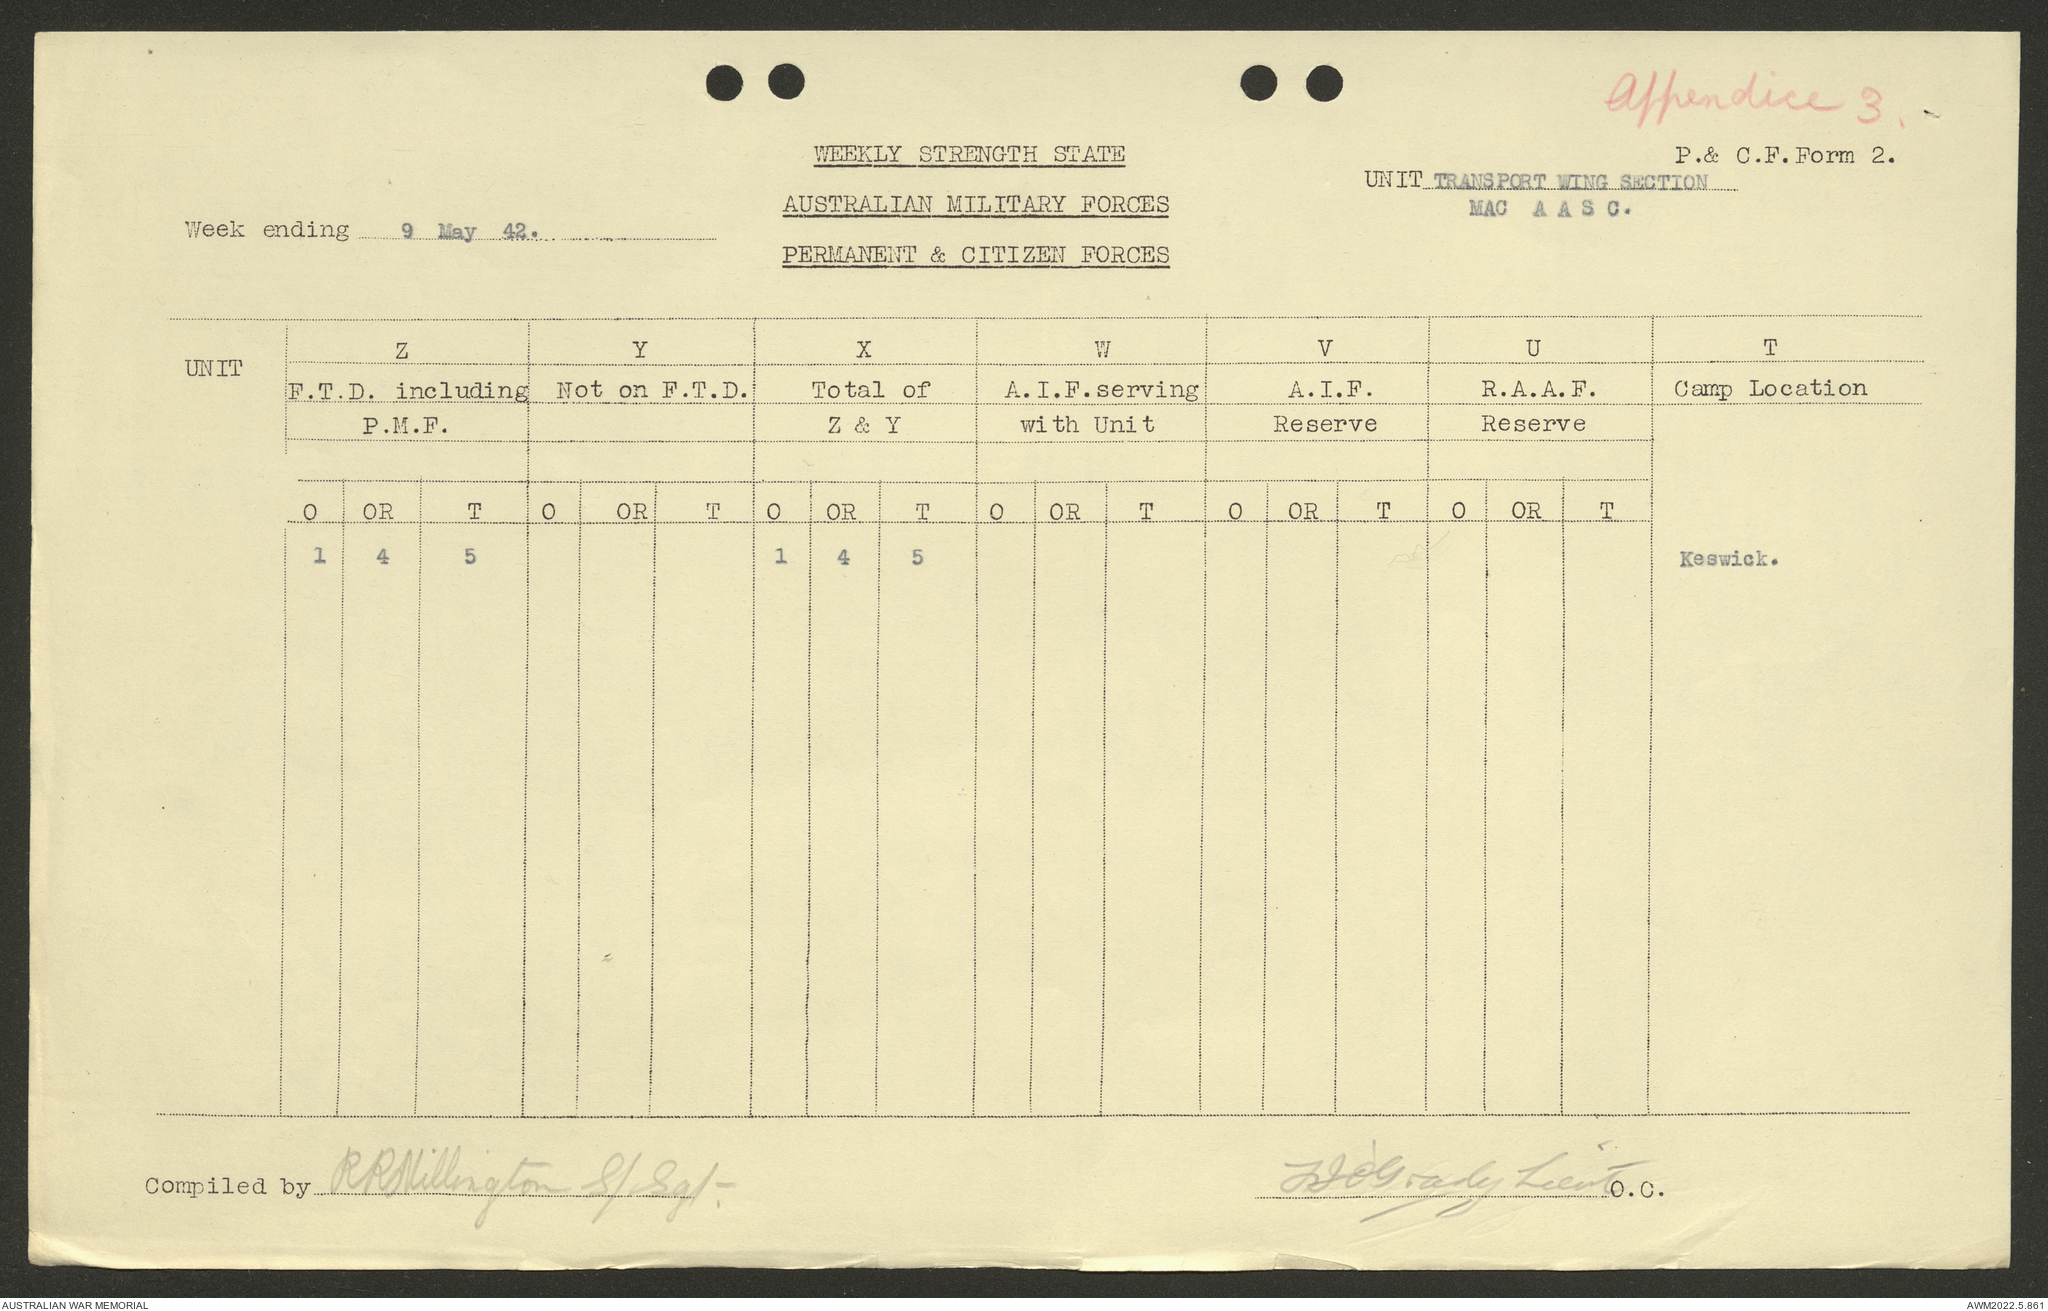 Appendice 3.
P.& C.F.Form 2.
WEEKLY STRENGTH STATE
UNIT TRANSPORT WING SECTION
MAC A A S C.
AUSTRALIAN MILITARY FORCES
Week ending 9 May 42.
PERMANENT & CITIZEN FORCES
UNIT Z Y X W V U T
F.T.D. including Not on F.T.D. Total of A.I.F.serving A.I.F. R.A.A.F. Camp Location
P.M.F. Z & Y with Unit Reserve Reserve
O OR T O OR T O OR T O OR T O OR T O OR T
1 4 5 1 4 5 Keswick.
Compiled by R R Millington S/Sgt.
O'Grady Lieut O.C.
AUSTRALIAN WAR MEMORIAL
AWM2022.5.861